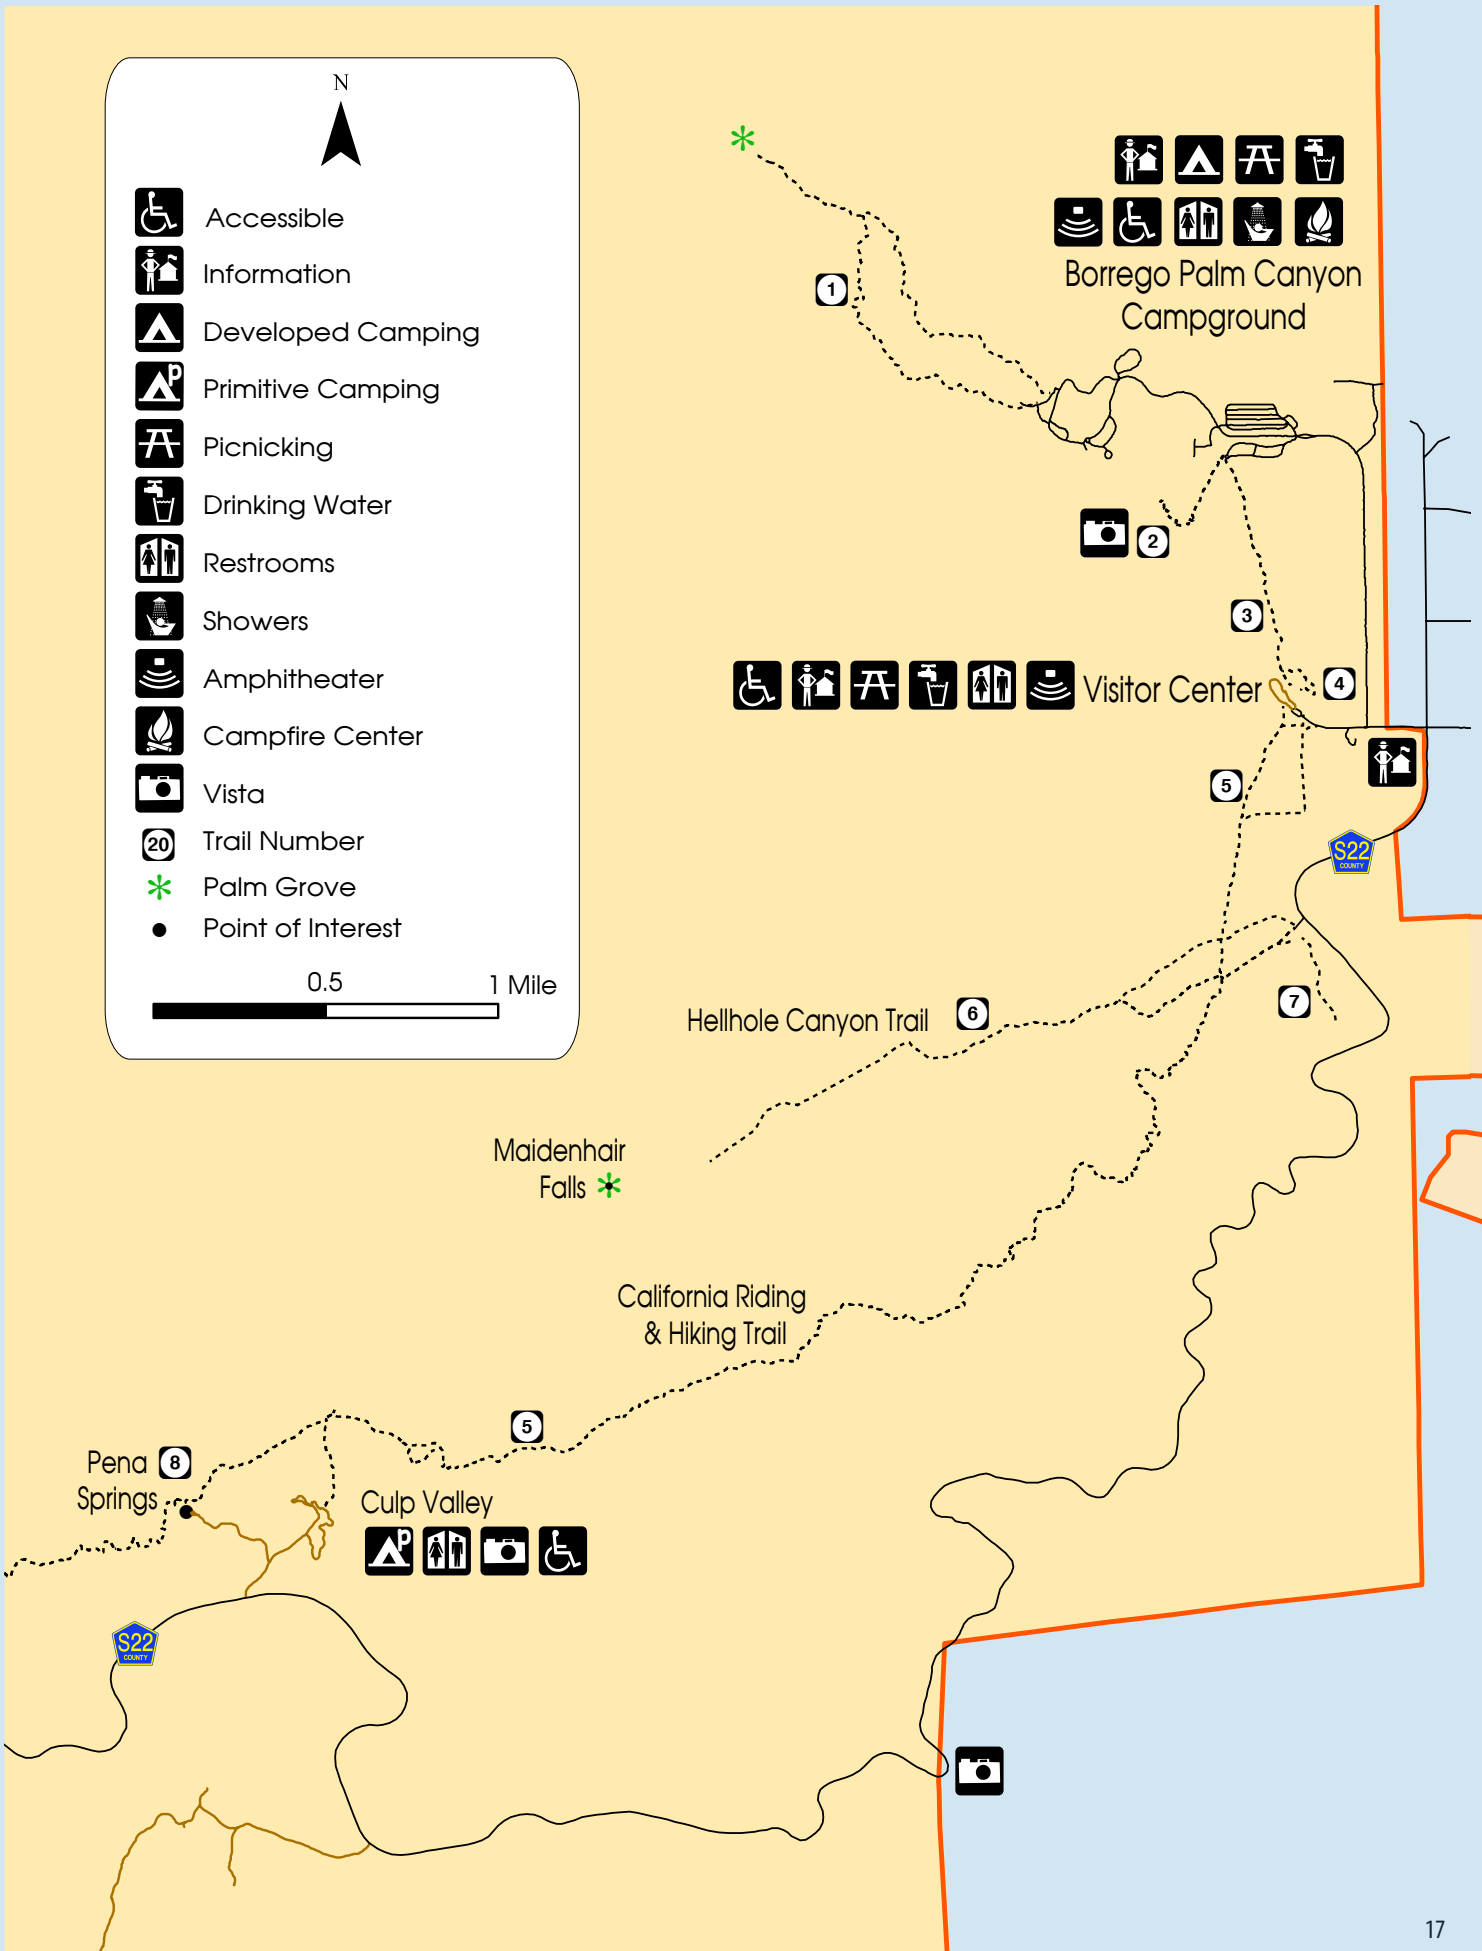 N
Accessible
Information
Developed Camping
P
Primitive Camping
Picnicking
Drinking Water
Restrooms
Showers
Amphitheater
Campfire Center
Vista
20 Trail Number
Palm Grove
Point of Interest
0.5 1 Mile
Borrego Palm Canyon
Campground
1
2
3
Visitor Center
4
5
S22
COUNTY
Hellhole Canyon Trail
6
7
Maidenhair
Falls
California Riding
& Hiking Trail
5
Pena
Springs
8
Culp Valley
P
S22
COUNTY
17